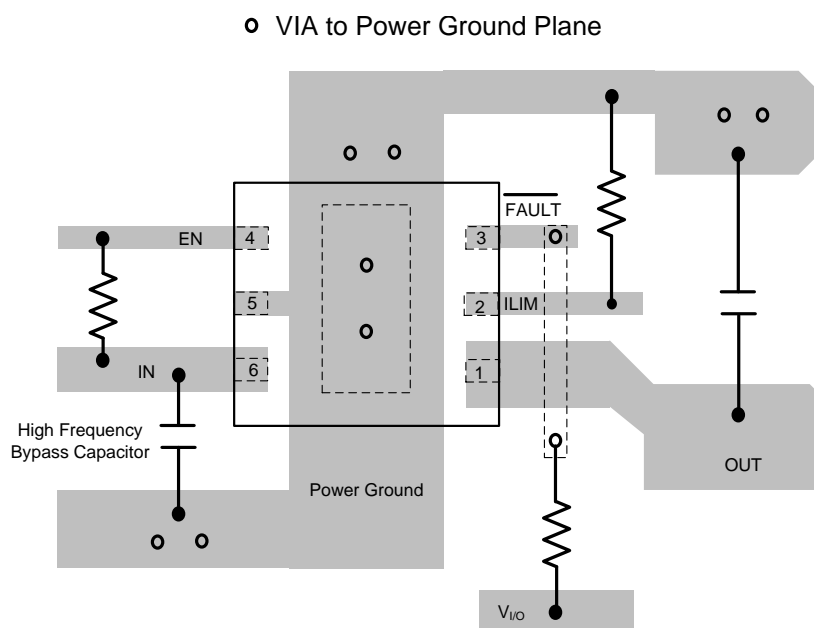 VIA to Power Ground Plane
FAULT
EN
4
3
5
2
ILIM
IN
6
1
High Frequency
Bypass Capacitor
Power Ground
OUT
VI/O